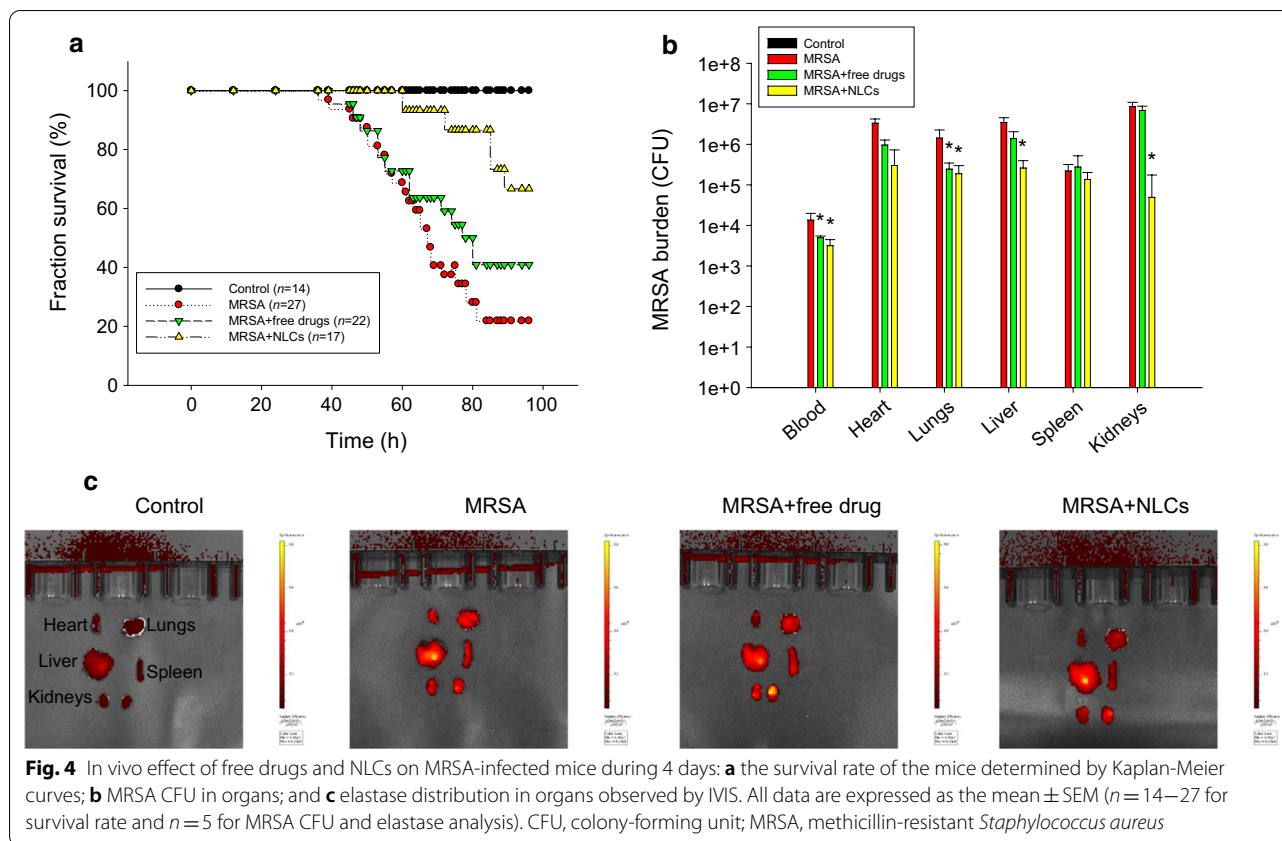 a
Fraction survival (%)
100
80
60
40
20
0
Control (n=14)
MRSA (n=27)
MRSA+free drugs (n=22)
MRSA+NLCs (n=17)
0 20 40 60 80 100
Time (h)
b
MRSA burden (CFU)
1e+8
1e+7
1e+6
1e+5
1e+4
1e+3
1e+2
1e+1
1e+0
Control
MRSA
MRSA+free drugs
MRSA+NLCs
* * * * * *
Blood Heart Lungs Liver Spleen Kidneys
c
Control MRSA MRSA+free drug MRSA+NLCs
Heart Lungs
Liver Spleen
Kidneys
Fig. 4 In vivo effect of free drugs and NLCs on MRSA-infected mice during 4 days: a the survival rate of the mice determined by Kaplan-Meier
curves; b MRSA CFU in organs; and c elastase distribution in organs observed by IVIS. All data are expressed as the mean ± SEM (n = 14–27 for
survival rate and n = 5 for MRSA CFU and elastase analysis). CFU, colony-forming unit; MRSA, methicillin-resistant Staphylococcus aureus